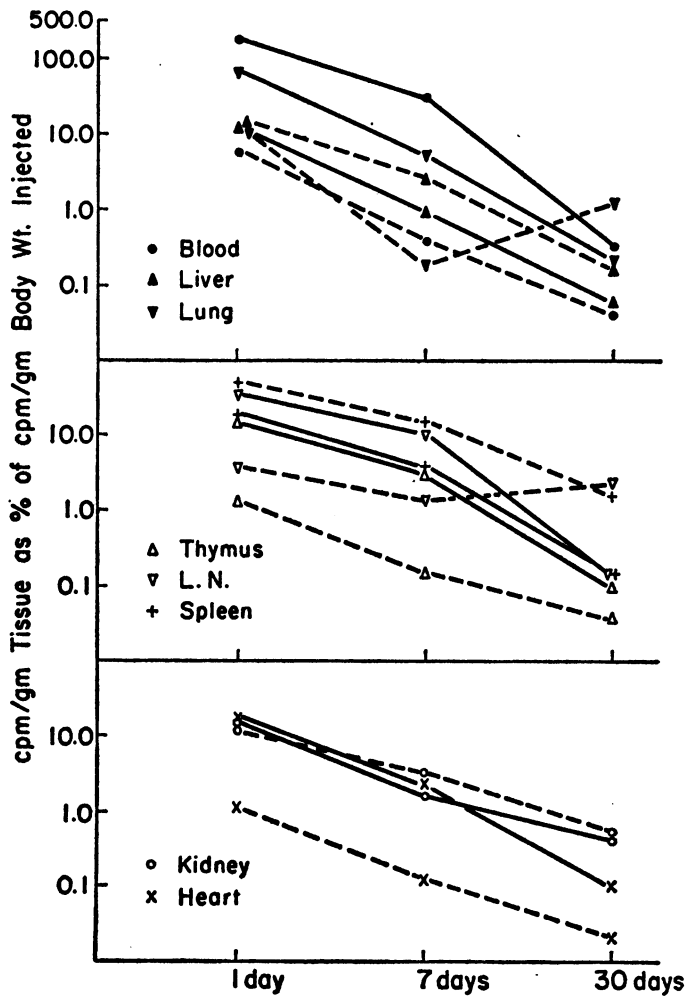 cpm/gm Tissue as % of cpm/gm Body Wt. Injected
500.0
100.0
10.0
1.0
0.1
Blood
Liver
Lung
10.0
1.0
0.1
Thymus
L.N.
Spleen
10.0
1.0
0.1
Kidney
Heart
1 day
7 days
30 days